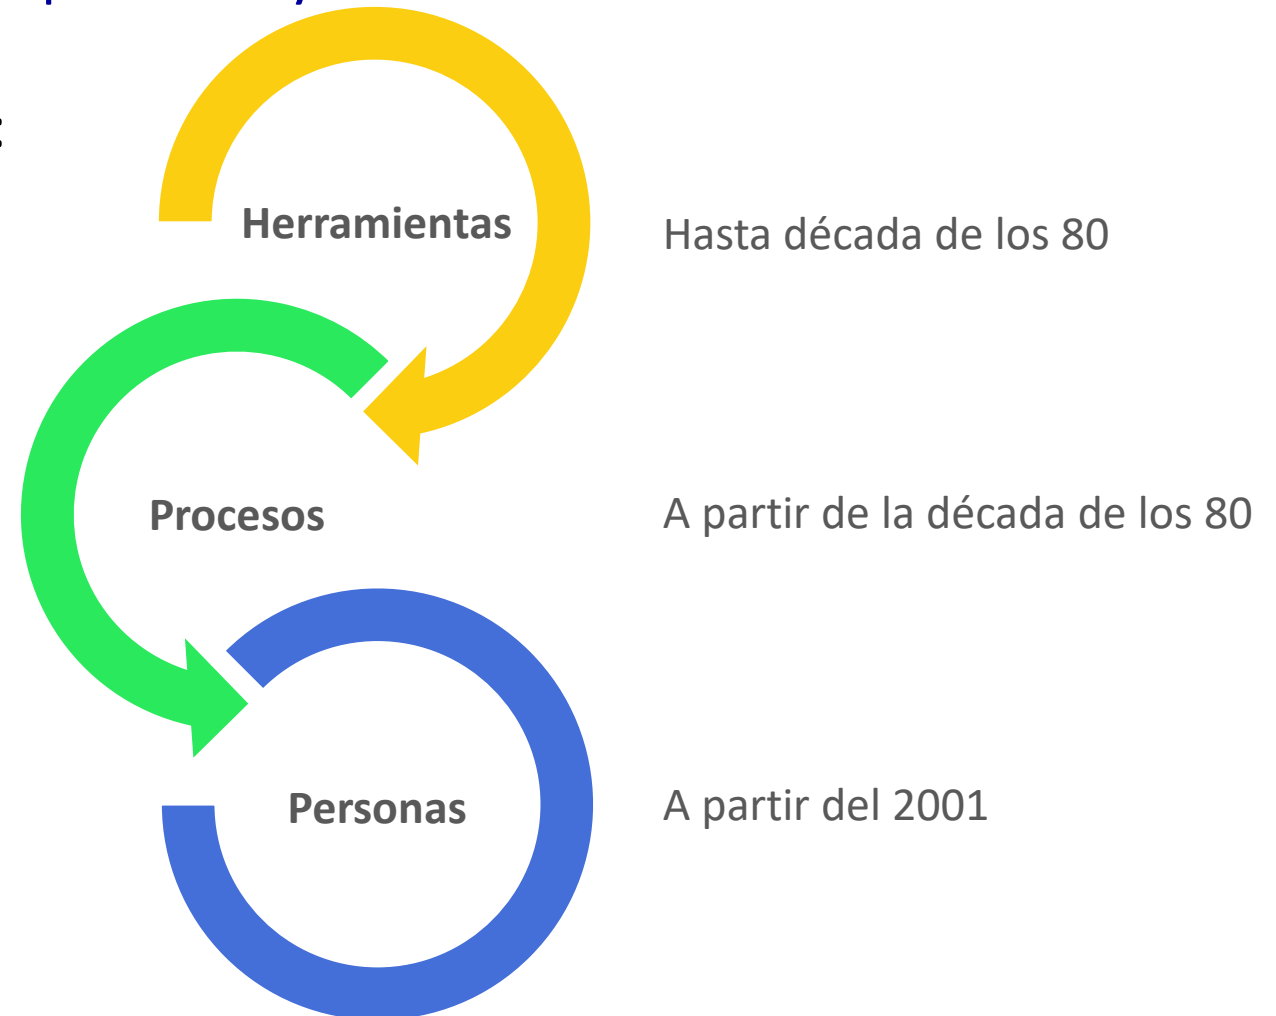 :
Herramientas
Hasta década de los 80
Procesos
A partir de la década de los 80
Personas
A partir del 2001